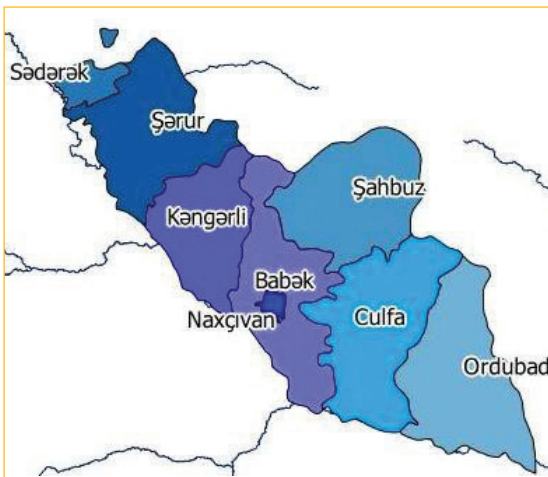 Sədərək
Şərur
Şahbuz
Kəngərli
Babək
Naxçıvan
Culfa
Ordubad